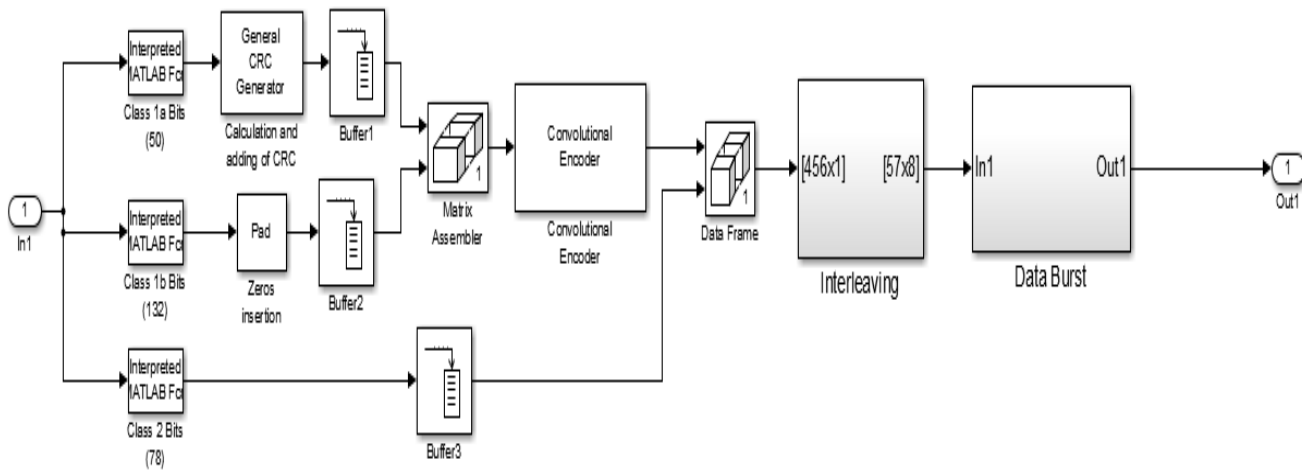 1
In1
Interpreted
MATLAB Fcn
Class 1a Bits
(50)
General
CRC
Generator
Calculation and
adding of CRC
Buffer1
Interpreted
MATLAB Fcn
Class 1b Bits
(132)
Pad
Zeros
insertion
Buffer2
Interpreted
MATLAB Fcn
Class 2 Bits
(78)
Buffer3
1
Matrix
Assembler
Convolutional
Encoder
Convolutional
Encoder
1
Data Frame
[456x1] [57x8]
Interleaving
In1 Out1
Data Burst
1
Out1